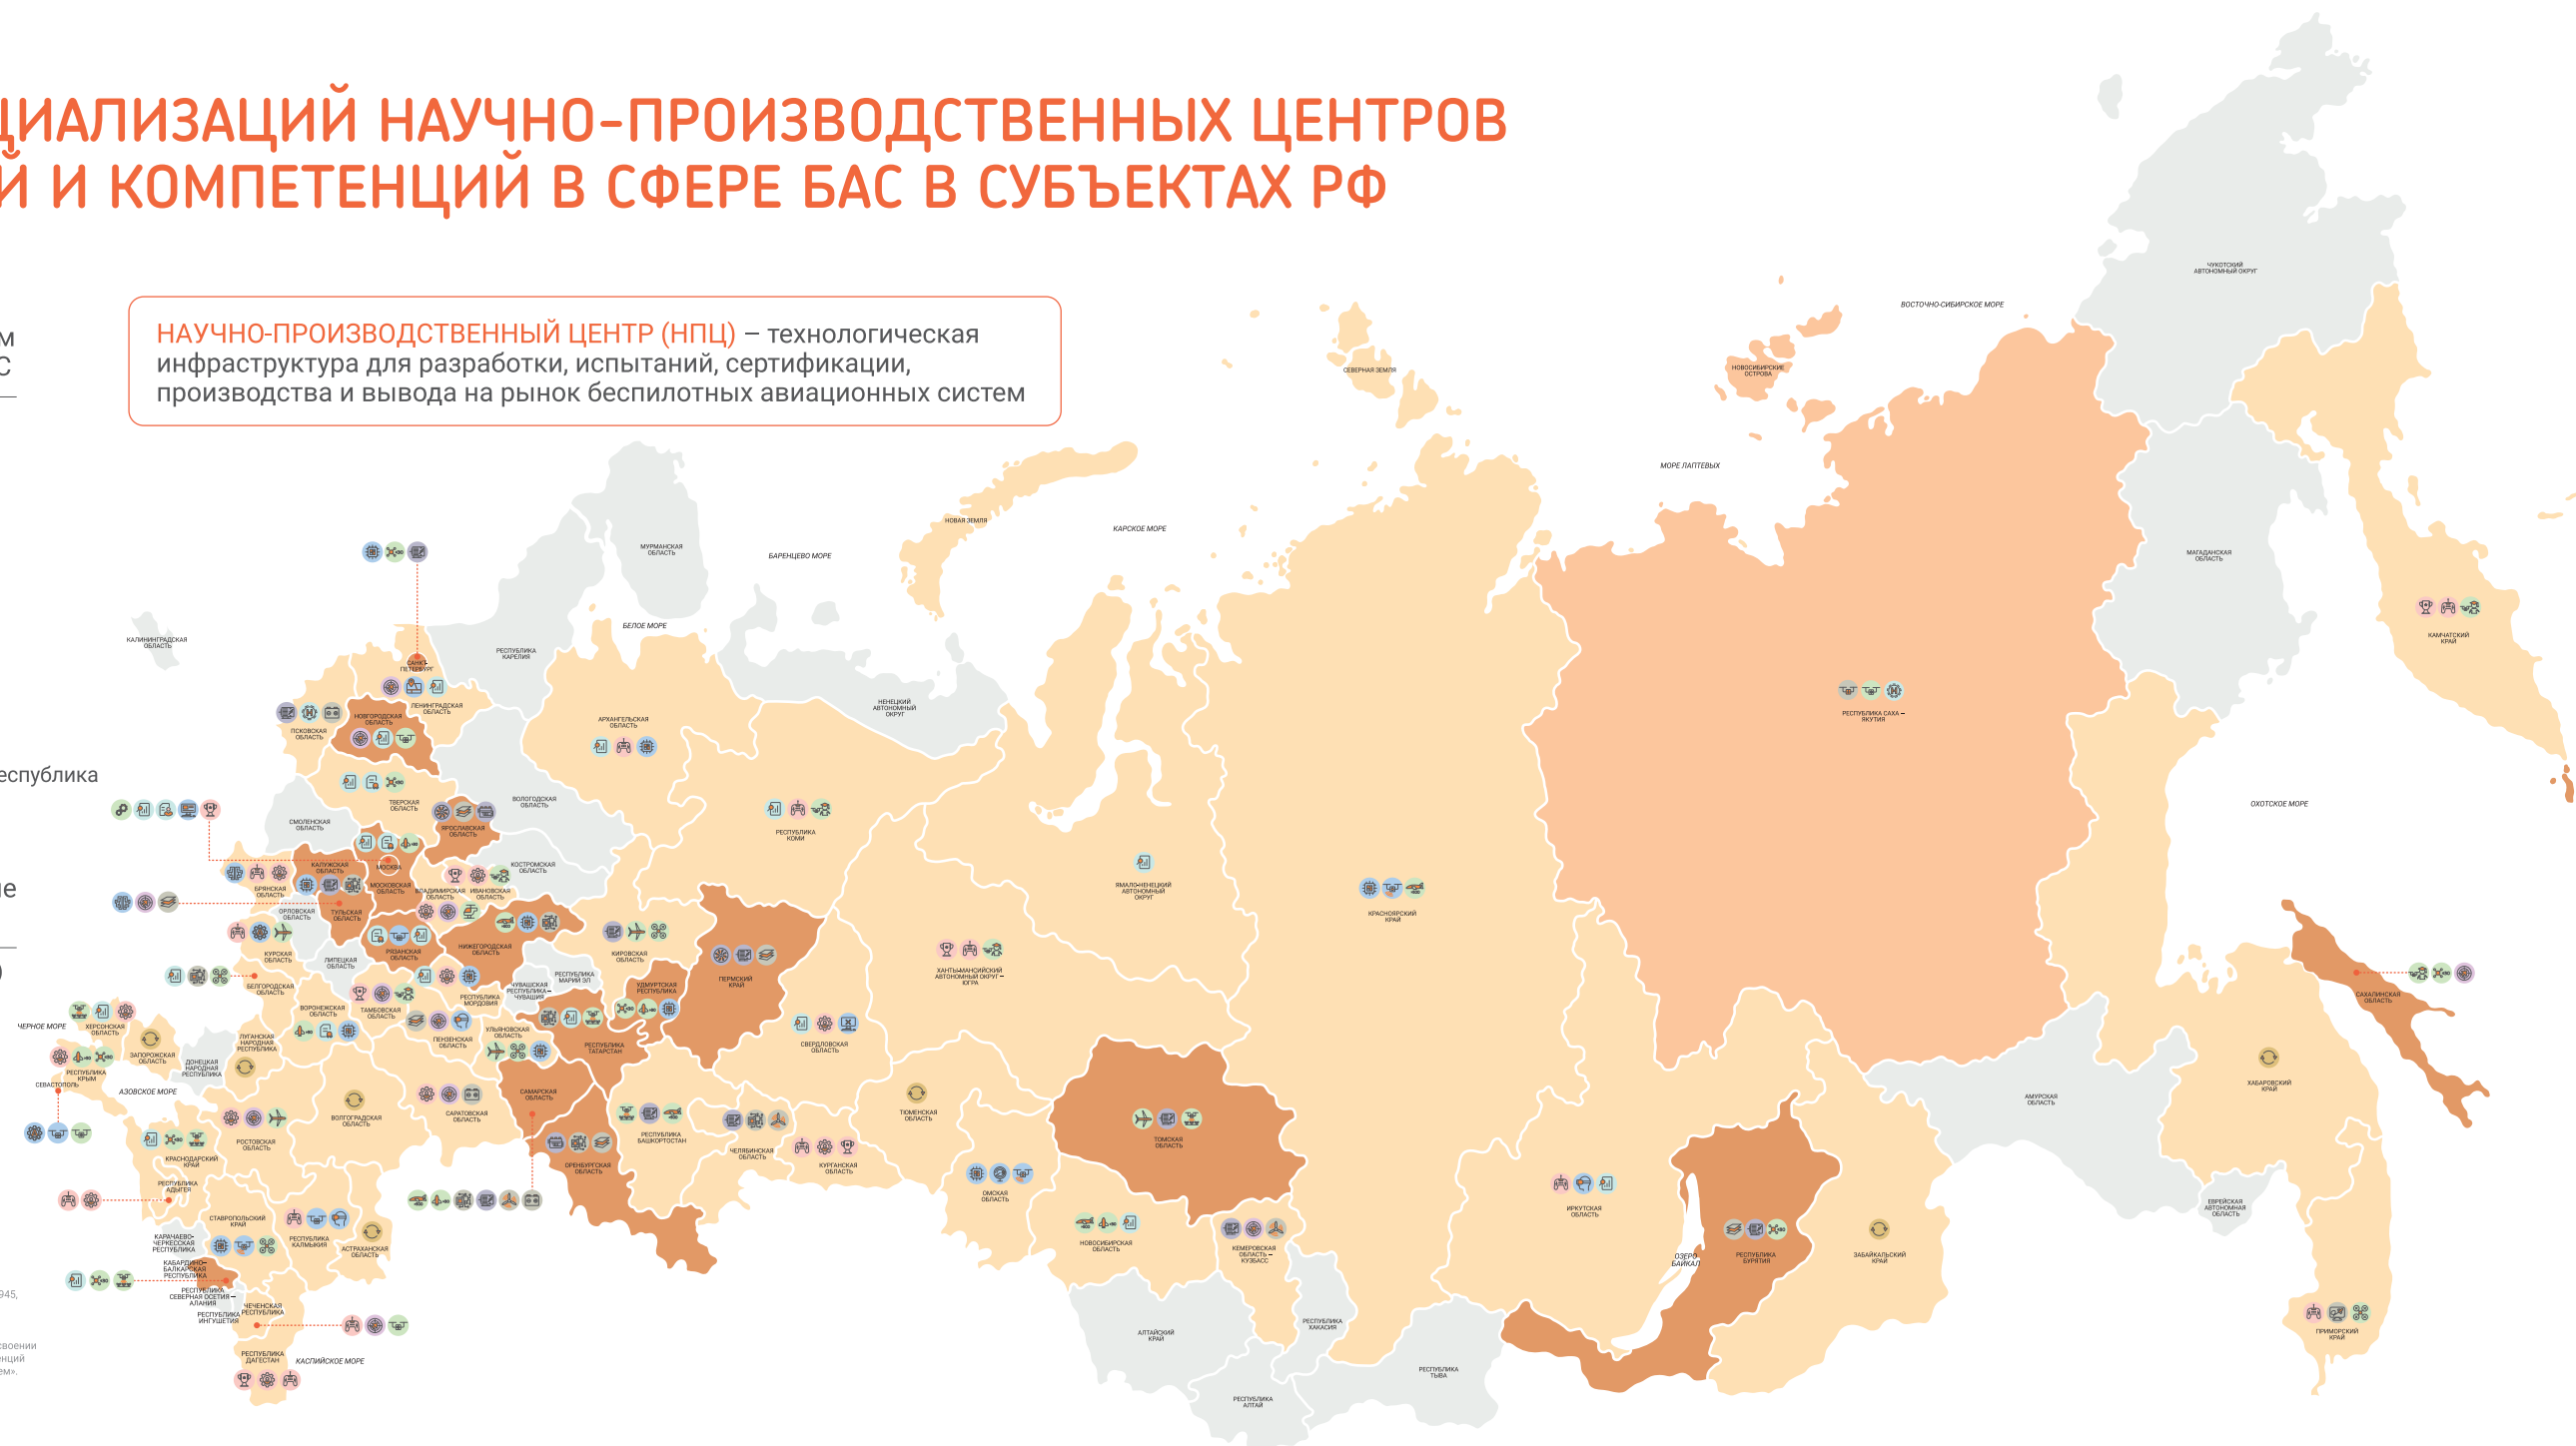 ЦИАЛИЗАЦИЙ НАУЧНО-ПРОИЗВОДСТВЕННЫХ ЦЕНТРОВ
Й И КОМПЕТЕНЦИЙ В СФЕРЕ БАС В СУБЪЕКТАХ РФ
НАУЧНО-ПРОИЗВОДСТВЕННЫЙ ЦЕНТР (НПЦ) – технологическая
инфраструктура для разработки, испытаний, сертификации,
производства и вывода на рынок беспилотных авиационных систем
м
С
еспублика
е
)
945,
своении
енций
ем».
ЧУКОТСКИЙ
АВТОНОМНЫЙ ОКРУГ
ВОСТОЧНО-СИБИРСКОЕ МОРЕ
СЕВЕРНАЯ ЗЕМЛЯ
НОВОСИБИРСКИЕ
ОСТРОВА
МОРЕ ЛАПТЕВЫХ
НОВАЯ ЗЕМЛЯ
КАРСКОЕ МОРЕ
БАРЕНЦЕВО МОРЕ
МУРМАНСКАЯ
ОБЛАСТЬ
МАГАДАНСКАЯ
ОБЛАСТЬ
БЕЛОЕ МОРЕ
КАЛИНИНГРАДСКАЯ
ОБЛАСТЬ
РЕСПУБЛИКА
КАРЕЛИЯ
КАМЧАТСКИЙ
КРАЙ
САНКТ-
ПЕТЕРБУРГ
ЛЕНИНГРАДСКАЯ
ОБЛАСТЬ
НЕНЕЦКИЙ
АВТОНОМНЫЙ
ОКРУГ
НОВГОРОДСКАЯ
ОБЛАСТЬ
ПСКОВСКАЯ
ОБЛАСТЬ
АРХАНГЕЛЬСКАЯ
ОБЛАСТЬ
РЕСПУБЛИКА САХА –
ЯКУТИЯ
ТВЕРСКАЯ
ОБЛАСТЬ
ВОЛОГОДСКАЯ
ОБЛАСТЬ
ОХОТСКОЕ МОРЕ
СМОЛЕНСКАЯ
ОБЛАСТЬ
ЯРОСЛАВСКАЯ
ОБЛАСТЬ
РЕСПУБЛИКА
КОМИ
КАЛУЖСКАЯ
ОБЛАСТЬ
МОСКВА
КОСТРОМСКАЯ
ОБЛАСТЬ
БРЯНСКАЯ
ОБЛАСТЬ
МОСКОВСКАЯ
ОБЛАСТЬ
ВЛАДИМИРСКАЯ
ОБЛАСТЬ
ИВАНОВСКАЯ
ОБЛАСТЬ
ЯМАЛО-НЕНЕЦКИЙ
АВТОНОМНЫЙ
ОКРУГ
ОРЛОВСКАЯ
ОБЛАСТЬ
ТУЛЬСКАЯ
ОБЛАСТЬ
КРАСНОЯРСКИЙ
КРАЙ
КУРСКАЯ
ОБЛАСТЬ
РЯЗАНСКАЯ
ОБЛАСТЬ
НИЖЕГОРОДСКАЯ
ОБЛАСТЬ
КИРОВСКАЯ
ОБЛАСТЬ
ЛИПЕЦКАЯ
ОБЛАСТЬ
РЕСПУБЛИКА
МАРИЙ ЭЛ
ПЕРМСКИЙ
КРАЙ
ХАНТЫ-МАНСИЙСКИЙ
АВТОНОМНЫЙ ОКРУГ –
ЮГРА
БЕЛГОРОДСКАЯ
ОБЛАСТЬ
ЧУВАШСКАЯ
РЕСПУБЛИКА –
ЧУВАШИЯ
УДМУРТСКАЯ
РЕСПУБЛИКА
САХАЛИНСКАЯ
ОБЛАСТЬ
РЕСПУБЛИКА
МОРДОВИЯ
ВОРОНЕЖСКАЯ
ОБЛАСТЬ
ТАМБОВСКАЯ
ОБЛАСТЬ
ЧЕРНОЕ МОРЕ
ХЕРСОНСКАЯ
ОБЛАСТЬ
УЛЬЯНОВСКАЯ
ОБЛАСТЬ
ЛУГАНСКАЯ
НАРОДНАЯ
РЕСПУБЛИКА
ПЕНЗЕНСКАЯ
ОБЛАСТЬ
РЕСПУБЛИКА
ТАТАРСТАН
СВЕРДЛОВСКАЯ
ОБЛАСТЬ
ЗАПОРОЖСКАЯ
ОБЛАСТЬ
ДОНЕЦКАЯ
НАРОДНАЯ
РЕСПУБЛИКА
РЕСПУБЛИКА
КРЫМ
СЕВАСТОПОЛЬ
АЗОВСКОЕ МОРЕ
ХАБАРОВСКИЙ
КРАЙ
САМАРСКАЯ
ОБЛАСТЬ
АМУРСКАЯ
ОБЛАСТЬ
ВОЛГОГРАДСКАЯ
ОБЛАСТЬ
САРАТОВСКАЯ
ОБЛАСТЬ
ТЮМЕНСКАЯ
ОБЛАСТЬ
РОСТОВСКАЯ
ОБЛАСТЬ
РЕСПУБЛИКА
БАШКОРТОСТАН
ТОМСКАЯ
ОБЛАСТЬ
КРАСНОДАРСКИЙ
КРАЙ
ЧЕЛЯБИНСКАЯ
ОБЛАСТЬ
КУРГАНСКАЯ
ОБЛАСТЬ
ОРЕНБУРГСКАЯ
ОБЛАСТЬ
РЕСПУБЛИКА
АДЫГЕЯ
ОМСКАЯ
ОБЛАСТЬ
ИРКУТСКАЯ
ОБЛАСТЬ
ЕВРЕЙСКАЯ
АВТОНОМНАЯ
ОБЛАСТЬ
СТАВРОПОЛЬСКИЙ
КРАЙ
КАРАЧАЕВО-
ЧЕРКЕССКАЯ
РЕСПУБЛИКА
РЕСПУБЛИКА
КАЛМЫКИЯ
АСТРАХАНСКАЯ
ОБЛАСТЬ
НОВОСИБИРСКАЯ
ОБЛАСТЬ
КЕМЕРОВСКАЯ
ОБЛАСТЬ –
КУЗБАСС
ОЗЕРО
БАЙКАЛ
РЕСПУБЛИКА
БУРЯТИЯ
ЗАБАЙКАЛЬСКИЙ
КРАЙ
КАБАРДИНО-
БАЛКАРСКАЯ
РЕСПУБЛИКА
РЕСПУБЛИКА
СЕВЕРНАЯ ОСЕТИЯ –
АЛАНИЯ
ЧЕЧЕНСКАЯ
РЕСПУБЛИКА
РЕСПУБЛИКА
ИНГУШЕТИЯ
РЕСПУБЛИКА
ДАГЕСТАН
КАСПИЙСКОЕ МОРЕ
АЛТАЙСКИЙ
КРАЙ
РЕСПУБЛИКА
ХАКАСИЯ
РЕСПУБЛИКА
ТЫВА
РЕСПУБЛИКА
АЛТАЙ
ПРИМОРСКИЙ
КРАЙ